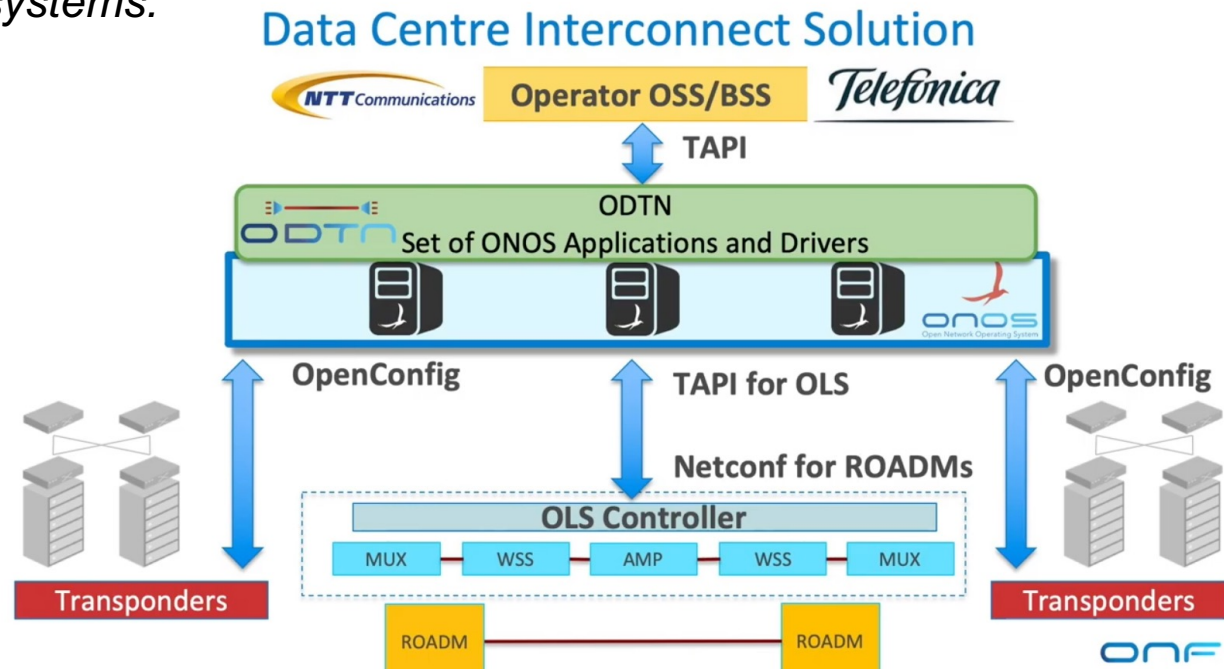 systems.
Data Centre Interconnect Solution
NTT Communications
Operator OSS/BSS
Telefónica
TAPI
ODTN
ODTN
Set of ONOS Applications and Drivers
onos
Open Network Operating System
OpenConfig
TAPI for OLS
OpenConfig
Netconf for ROADMs
OLS Controller
MUX
WSS
AMP
WSS
MUX
Transponders
Transponders
ROADM
ROADM
ONF